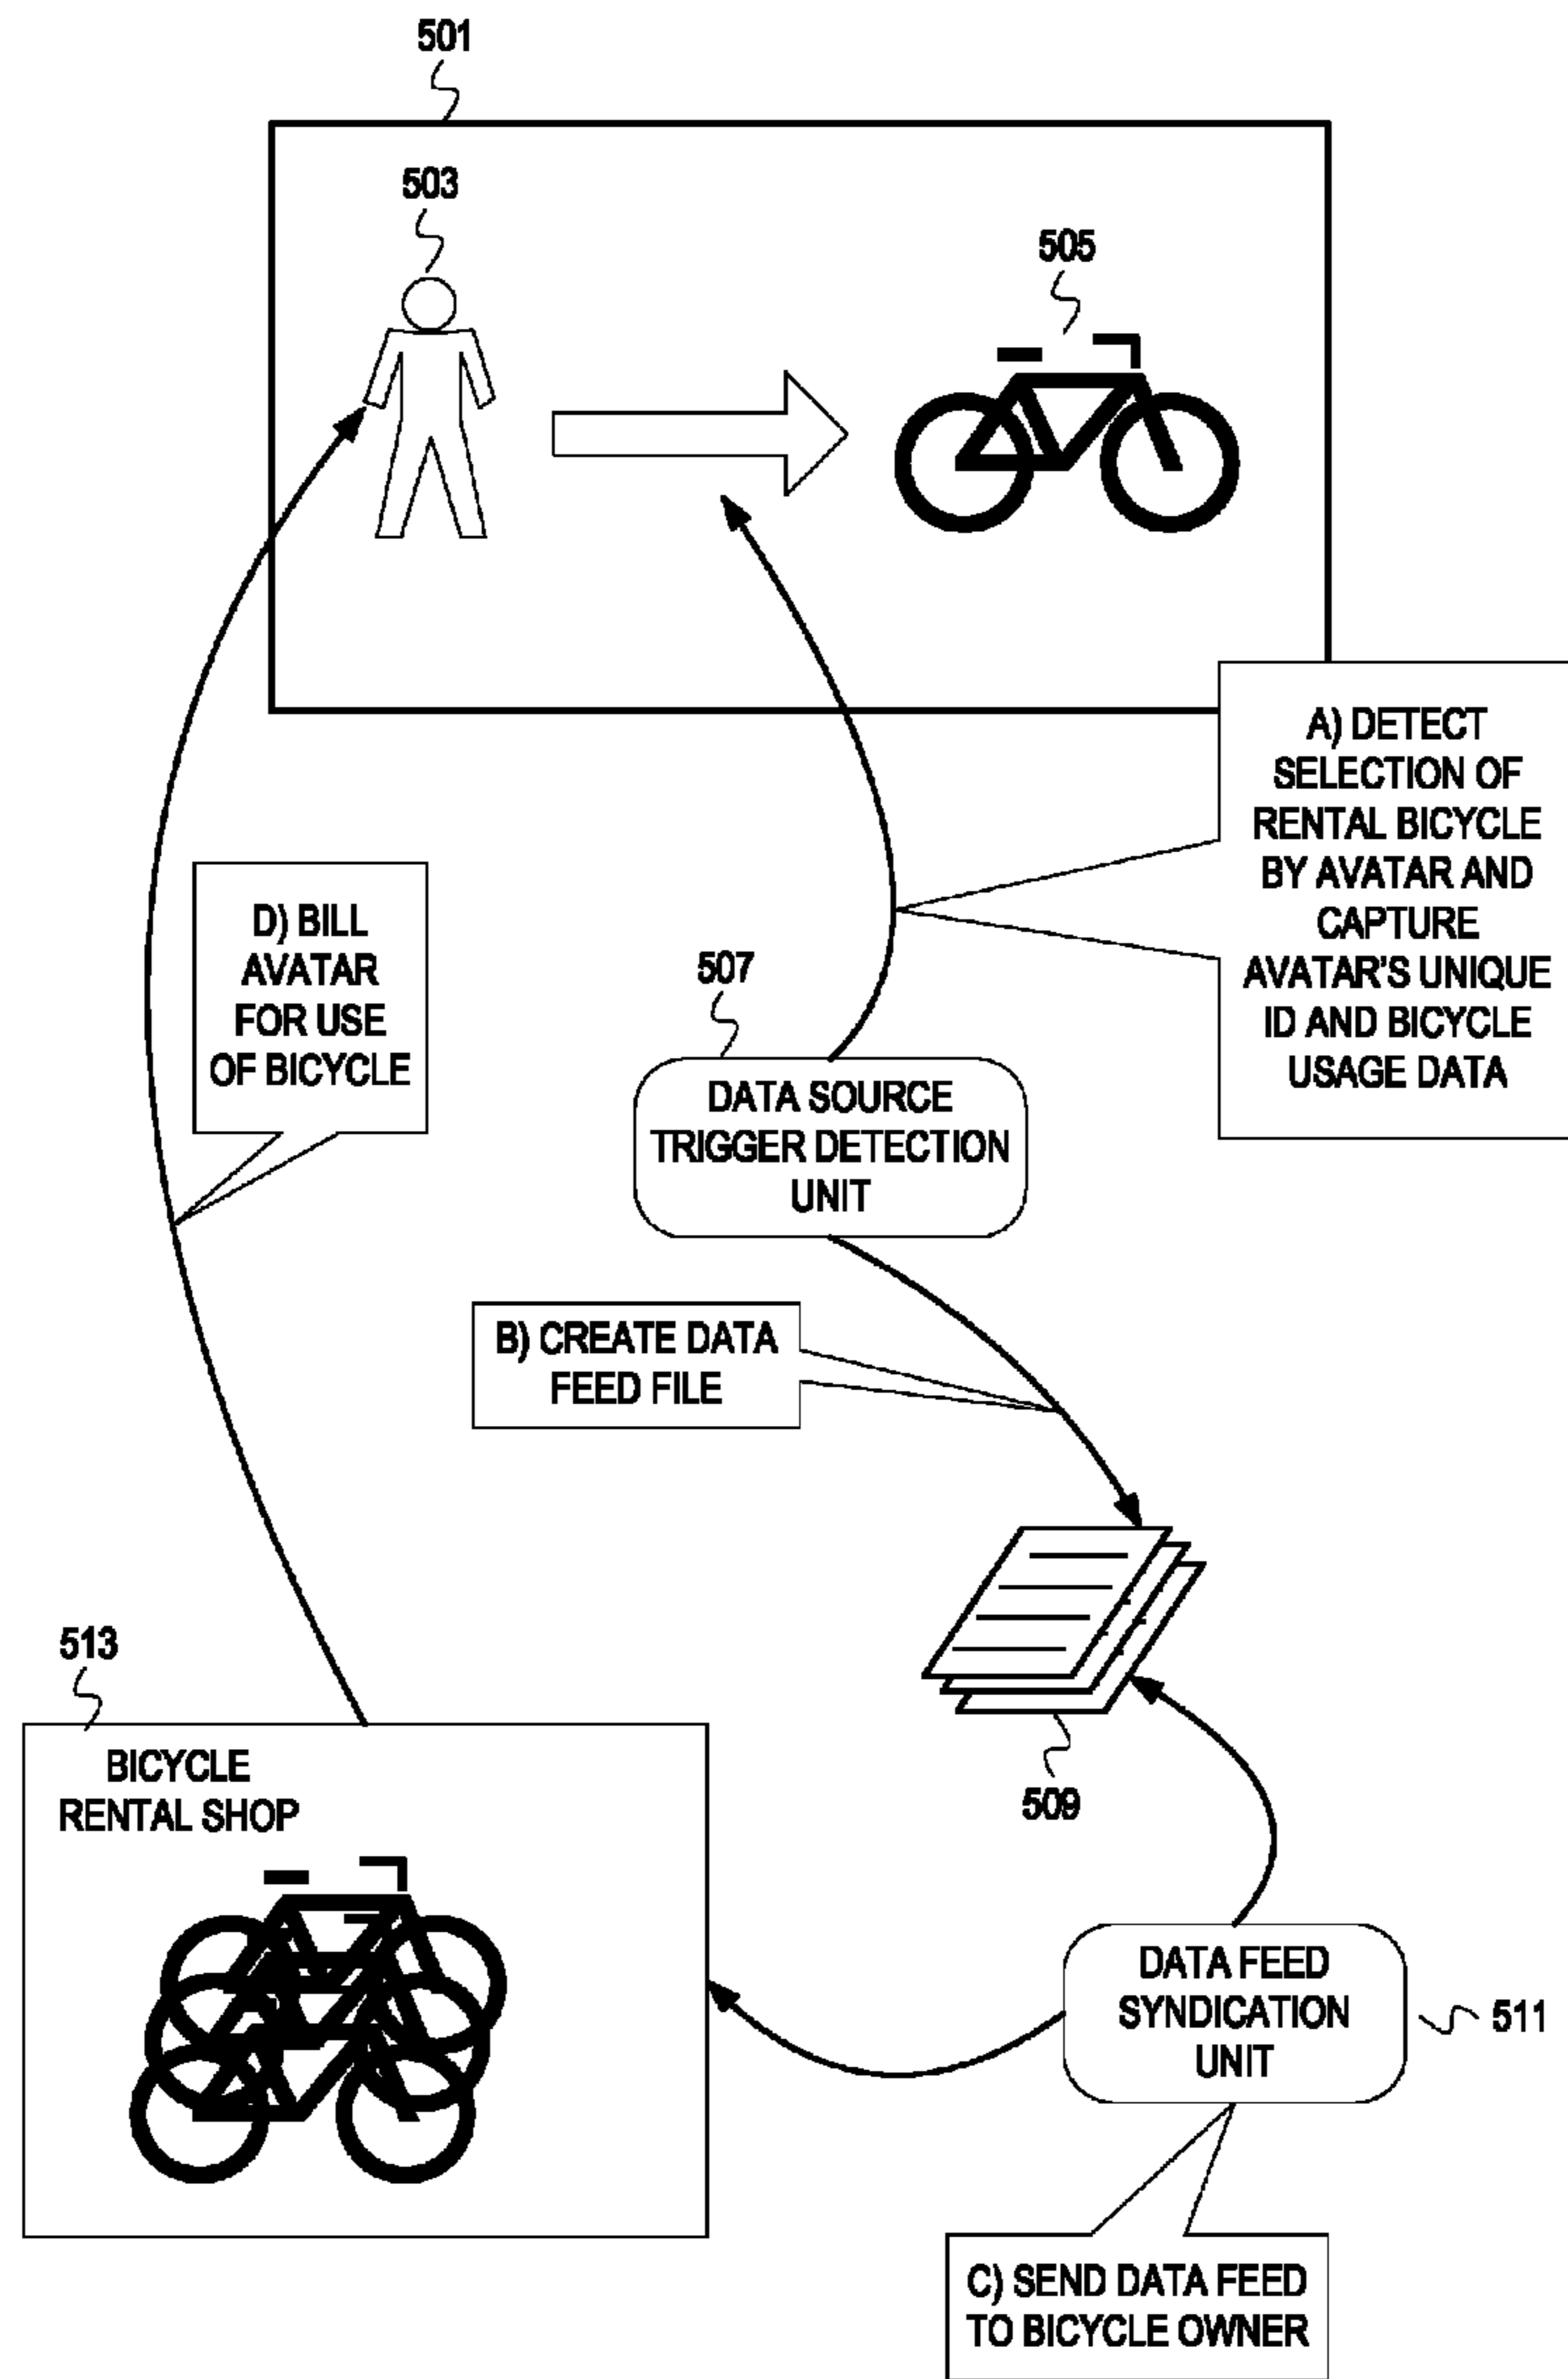 501
503
505
A) DETECT
SELECTION OF
RENTAL BICYCLE
BY AVATAR AND
CAPTURE
AVATAR'S UNIQUE
ID AND BICYCLE
USAGE DATA
D) BILL
AVATAR
FOR USE
OF BICYCLE
507
DATA SOURCE
TRIGGER DETECTION
UNIT
B) CREATE DATA
FEED FILE
509
513
BICYCLE
RENTAL SHOP
DATA FEED
SYNDICATION
UNIT
511
C) SEND DATA FEED
TO BICYCLE OWNER